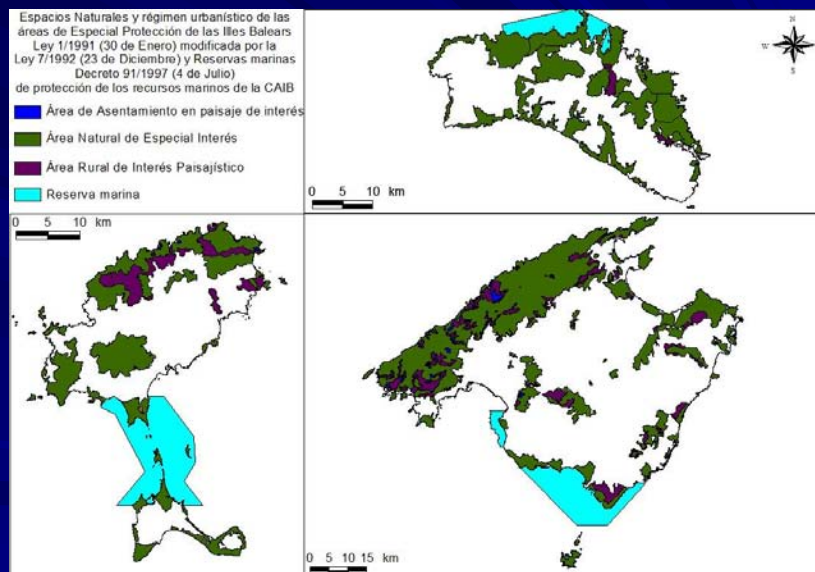 Espacios Naturales y régimen urbanístico de las
áreas de Especial Protección de las Illes Balears
Ley 1/1991 (30 de Enero) modificada por la
Ley 7/1992 (23 de Diciembre) y Reservas marinas
Decreto 91/1997 (4 de Julio)
de protección de los recursos marinos de la CAIB
Área de Asentamiento en paisaje de interés
Área Natural de Especial Interés
Área Rural de Interés Paisajístico
Reserva marina
N
W
E
S
0 5 10 km
0 5 10 km
0 5 10 15 km